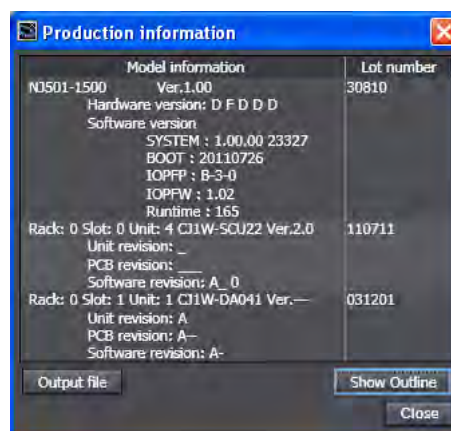 Production information
Model information Lot number
NJ501-1500 Ver.1.00 30810
Hardware version: D F D D D
Software version
SYSTEM : 1.00.00 23327
BOOT : 20110726
IOPFP : B-3-0
IOPFW : 1.02
Runtime : 165
Rack: 0 Slot: 0 Unit: 4 CJ1W-SCU22 Ver.2.0 110711
Unit revision: _
PCB revision: ___
Software revision: A_ 0
Rack: 0 Slot: 1 Unit: 1 CJ1W-DA041 Ver.--- 031201
Unit revision: A
PCB revision: A--
Software revision: A-
Output file Show Outline
Close